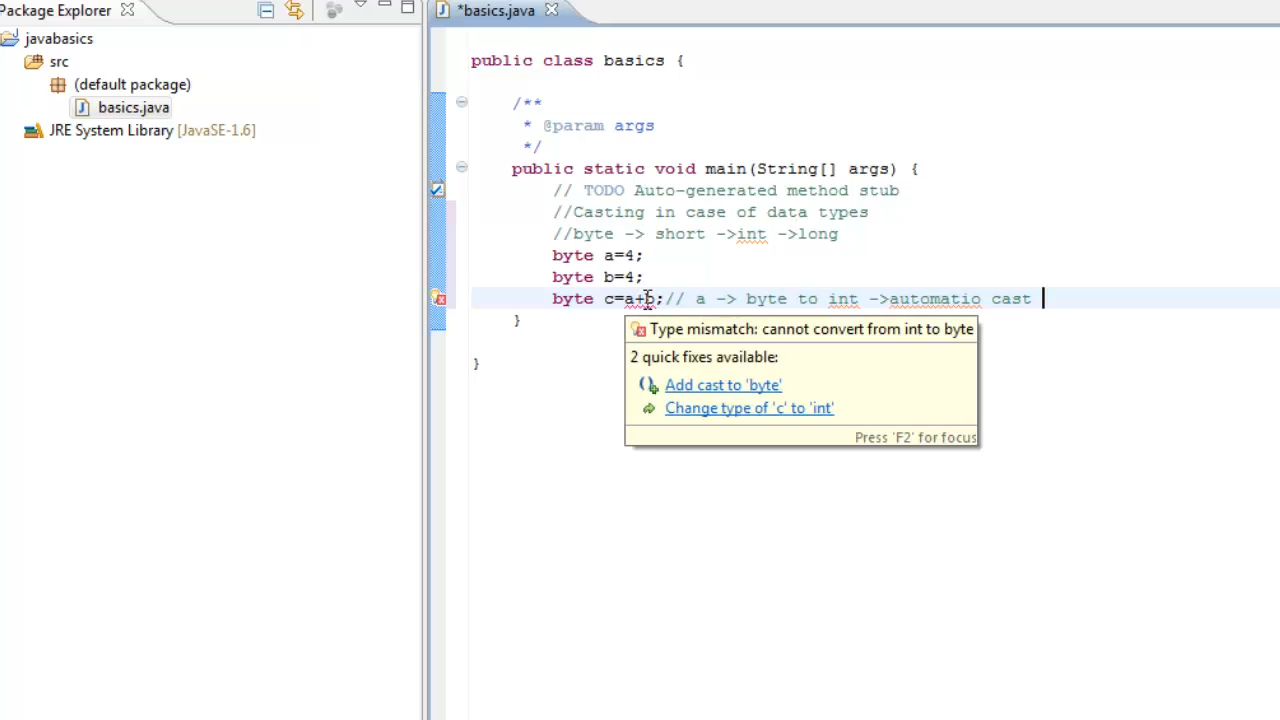 Package Explorer
*basics.java
javabasics
src
(default package)
basics.java
JRE System Library [JavaSE-1.6]
public class basics {
/**
* @param args
*/
public static void main(String[] args) {
// TODO Auto-generated method stub
//Casting in case of data types
//byte -> short ->int ->long
byte a=4;
byte b=4;
byte c=a+b;// a -> byte to int ->automatio cast
}
}
Type mismatch: cannot convert from int to byte
2 quick fixes available:
Add cast to 'byte'
Change type of 'c' to 'int'
Press 'F2' for focus